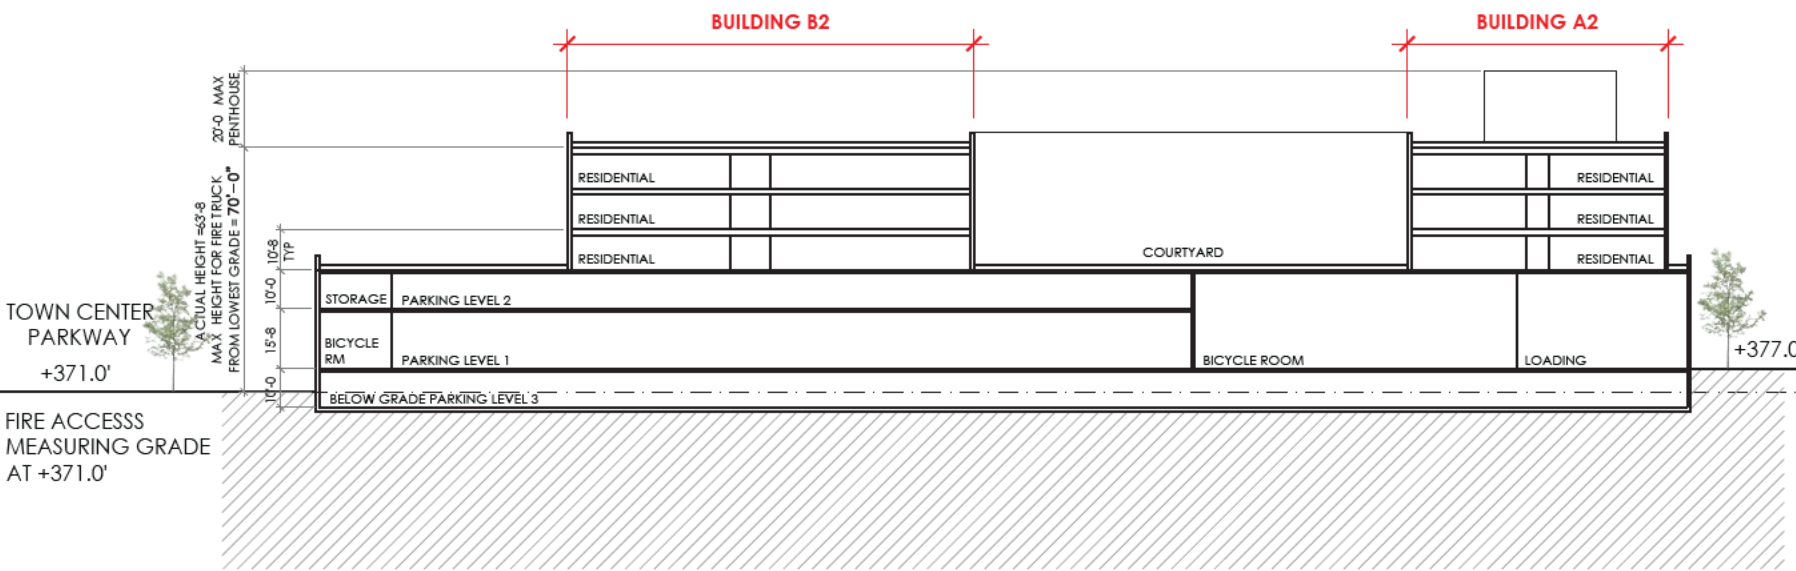 BUILDING B2
BUILDING A2
20'-0 MAX
PENTHOUSE
ACTUAL HEIGHT =63'-8
MAX HEIGHT FOR FIRE TRUCK
FROM LOWEST GRADE = 70'-0"
10'-8
TYP
10'-0
15'-8
10'-0
RESIDENTIAL
RESIDENTIAL
RESIDENTIAL
COURTYARD
RESIDENTIAL
RESIDENTIAL
RESIDENTIAL
STORAGE
PARKING LEVEL 2
BICYCLE
RM
PARKING LEVEL 1
BICYCLE ROOM
LOADING
BELOW GRADE PARKING LEVEL 3
TOWN CENTER
PARKWAY
+371.0'
+377.0
FIRE ACCESSS
MEASURING GRADE
AT +371.0'